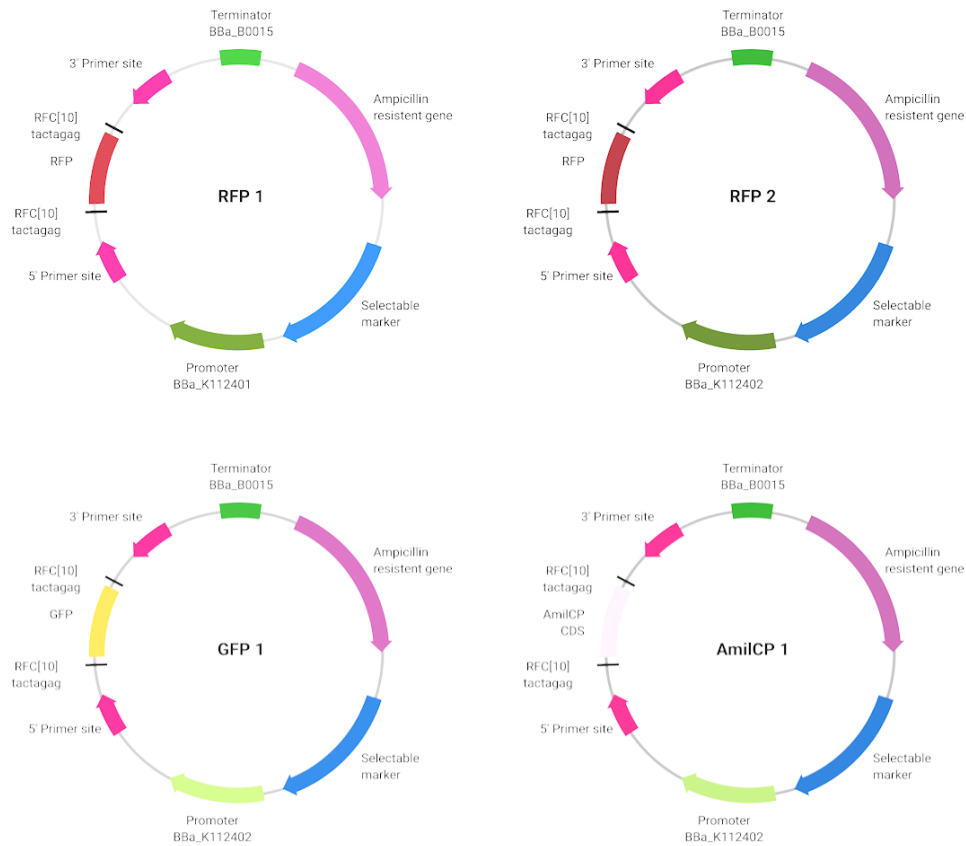 Terminator
BBa_B0015
3' Primer site
Ampicillin
resistent gene
RFC[10]
tactagag
RFP
RFP 1
RFC[10]
tactagag
5' Primer site
Selectable
marker
Promoter
BBa_K112401
Terminator
BBa_B0015
3' Primer site
Ampicillin
resistent gene
RFC[10]
tactagag
RFP
RFP 2
RFC[10]
tactagag
5' Primer site
Selectable
marker
Promoter
BBa_K112402
Terminator
BBa_B0015
3' Primer site
Ampicillin
resistent gene
RFC[10]
tactagag
GFP
GFP 1
RFC[10]
tactagag
5' Primer site
Selectable
marker
Promoter
BBa_K112402
Terminator
BBa_B0015
3' Primer site
Ampicillin
resistent gene
RFC[10]
tactagag
AmilCP
CDS
AmilCP 1
RFC[10]
tactagag
5' Primer site
Selectable
marker
Promoter
BBa_K112402